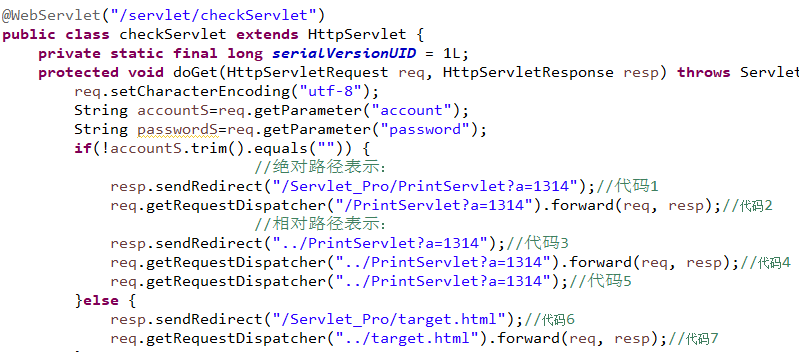 @WebServlet("/servlet/checkServlet")
public class checkServlet extends HttpServlet {
private static final long serialVersionUID = 1L;
protected void doGet(HttpServletRequest req, HttpServletResponse resp) throws Servlet
req.setCharacterEncoding("utf-8");
String accountS=req.getParameter("account");
String passwordS=req.getParameter("password");
if(!accountS.trim().equals("")) {
//绝对路径表示：
resp.sendRedirect("/Servlet_Pro/PrintServlet?a=1314");//代码1
req.getRequestDispatcher("/PrintServlet?a=1314").forward(req, resp);//代码2
//相对路径表示：
resp.sendRedirect("../PrintServlet?a=1314");//代码3
req.getRequestDispatcher("../PrintServlet?a=1314").forward(req, resp);//代码4
req.getRequestDispatcher("../PrintServlet?a=1314");//代码5
}else {
resp.sendRedirect("/Servlet_Pro/target.html");//代码6
req.getRequestDispatcher("../target.html").forward(req, resp);//代码7